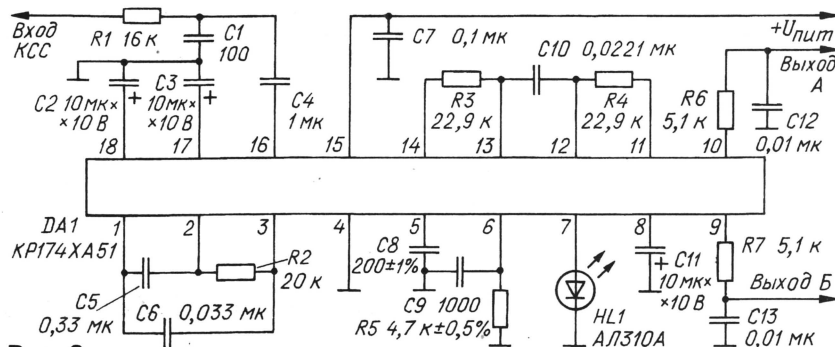 Вход
КСС
R1 16 к
C1
100
C7 0,1 мк
C10 0,0221 мк
+Uпит
Выход
А
C2 10 мк×
×10 В
C3
10 мк×
×10 В
C4
1 мк
R3
22,9 к
R4
22,9 к
R6
5,1 к
C12
0,01 мк
18
17
16
15
14
13
12
11
10
DA1
КР174ХА51
1
2
3
4
5
6
7
8
9
C5
0,33 мк
R2
20 к
C6 0,033 мк
C8
200±1%
C9 1000
R5 4,7 к±0,5%
HL1
АЛ310А
C11
10 мк×
×10 В
R7 5,1 к
Выход Б
C13
0,01 мк